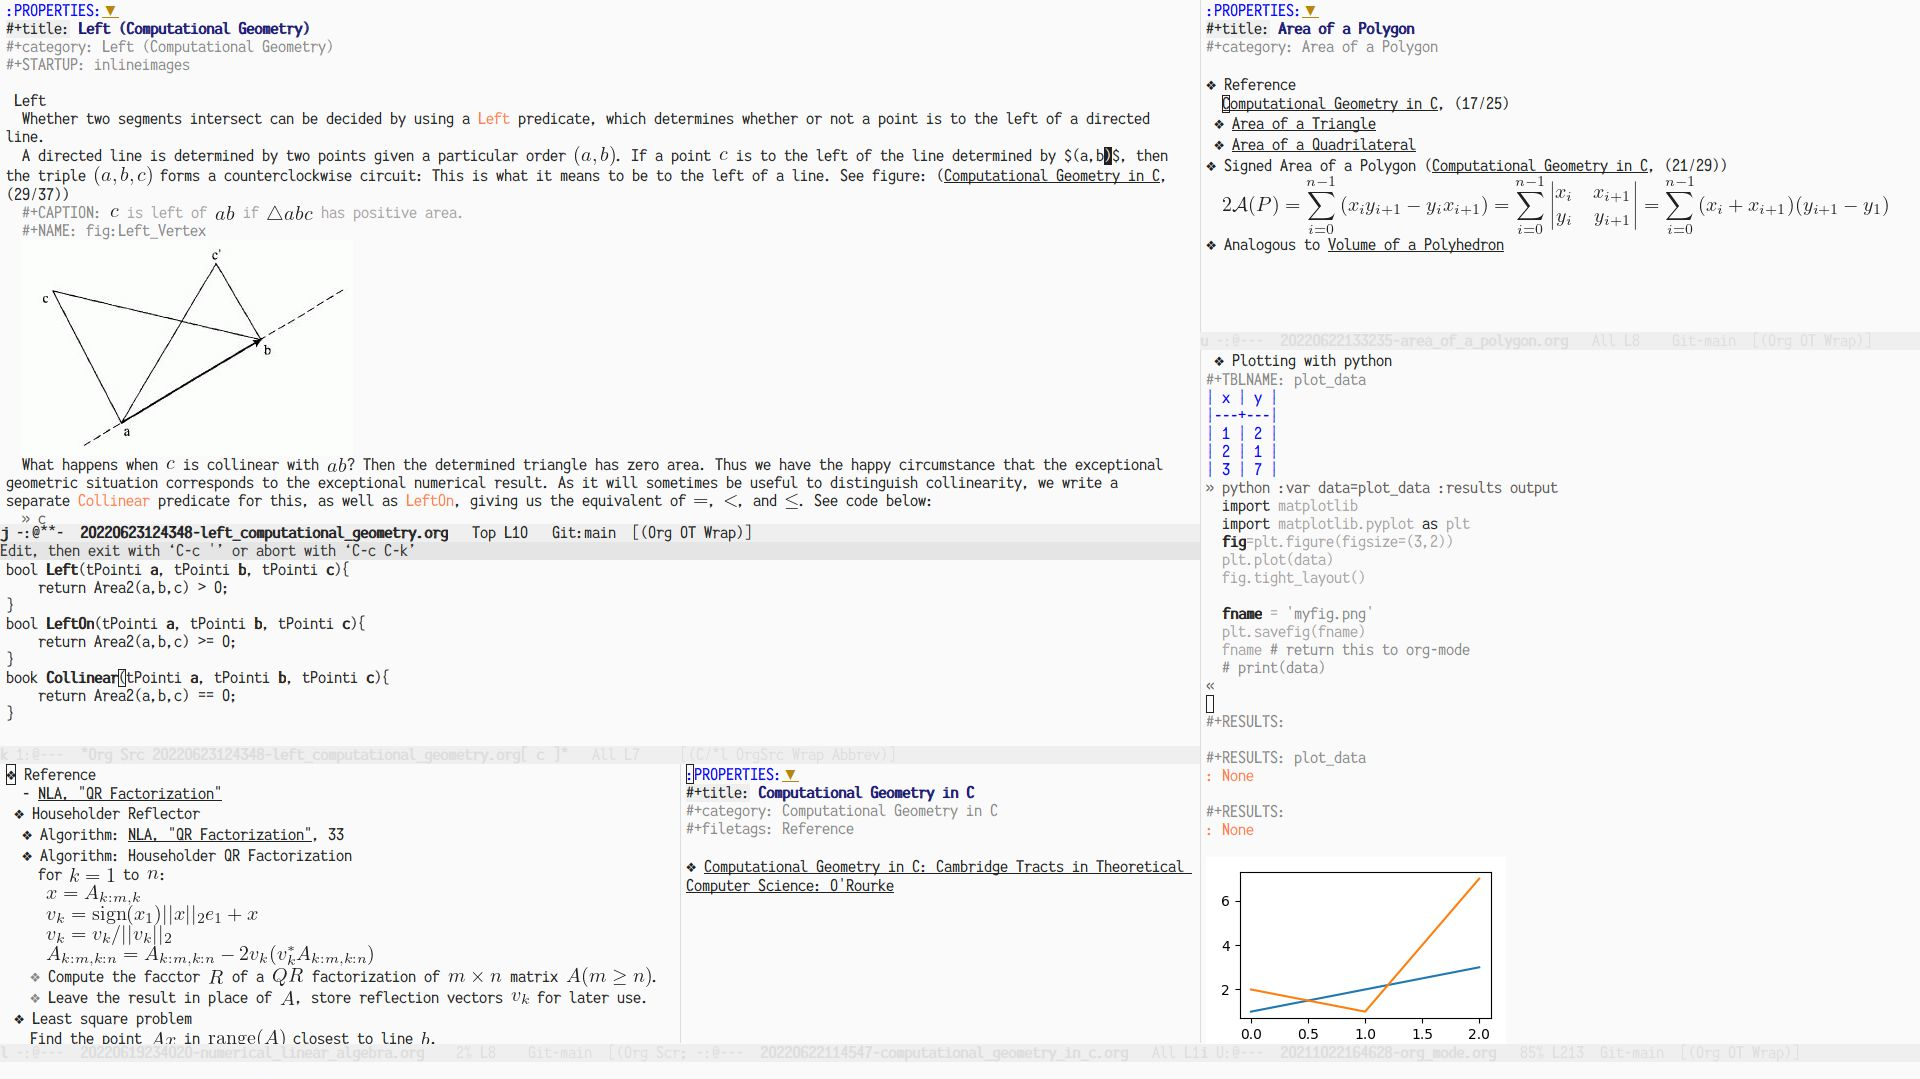 :PROPERTIES:▼
#+title: Left (Computational Geometry)
#+category: Left (Computational Geometry)
#+STARTUP: inlineimages
Left
Whether two segments intersect can be decided by using a Left predicate, which determines whether or not a point is to the left of a directed
line.
A directed line is determined by two points given a particular order (a, b). If a point c is to the left of the line determined by $(a,b)$, then
the triple (a, b, c) forms a counterclockwise circuit: This is what it means to be to the left of a line. See figure: (Computational Geometry in C,
(29/37))
#+CAPTION: c is left of ab if △abc has positive area.
#+NAME: fig:Left_Vertex
c'
c
b
a
What happens when c is collinear with ab? Then the determined triangle has zero area. Thus we have the happy circumstance that the exceptional
geometric situation corresponds to the exceptional numerical result. As it will sometimes be useful to distinguish collinearity, we write a
separate Collinear predicate for this, as well as LeftOn, giving us the equivalent of =, <, and ≤. See code below:
» c
j -:@**-  20220623124348-left_computational_geometry.org   Top L10   Git:main  [(Org OT Wrap)]
Edit, then exit with ‘C-c '’ or abort with ‘C-c C-k’
bool Left(tPointi a, tPointi b, tPointi c){
    return Area2(a,b,c) > 0;
}
bool LeftOn(tPointi a, tPointi b, tPointi c){
    return Area2(a,b,c) >= 0;
}
book Collinear(tPointi a, tPointi b, tPointi c){
    return Area2(a,b,c) == 0;
}
k 1:@---  *Org Src 20220623124348-left_computational_geometry.org[ c ]*   All L7     [(C/*l OrgSrc Wrap Abbrev)]
❖ Reference
- NLA, "QR Factorization"
❖ Householder Reflector
❖ Algorithm: NLA, "QR Factorization", 33
❖ Algorithm: Householder QR Factorization
for k = 1 to n:
x = A_{k:m,k}
v_k = sign(x_1)||x||_2e_1 + x
v_k = v_k/||v_k||_2
A_{k:m,k:n} = A_{k:m,k:n} − 2v_k(v_k^*A_{k:m,k:n})
❖ Compute the facctor R of a QR factorization of m × n matrix A(m ≥ n).
❖ Leave the result in place of A, store reflection vectors v_k for later use.
❖ Least square problem
Find the point Ax in range(A) closest to line b.
l -:@---  20220619234020-numerical_linear_algebra.org    2% L8    Git-main  [(Org Scr;
:PROPERTIES:▼
#+title: Computational Geometry in C
#+category: Computational Geometry in C
#+filetags: Reference
❖ Computational Geometry in C: Cambridge Tracts in Theoretical
Computer Science: O'Rourke
-:@---  20220622114547-computational_geometry_in_c.org   All L1
:PROPERTIES:▼
#+title: Area of a Polygon
#+category: Area of a Polygon
❖ Reference
Computational Geometry in C, (17/25)
❖ Area of a Triangle
❖ Area of a Quadrilateral
❖ Signed Area of a Polygon (Computational Geometry in C, (21/29))
2A(P) = ∑_{i=0}^{n−1} (x_iy_{i+1} − y_ix_{i+1}) = ∑_{i=0}^{n−1} |x_i x_{i+1} y_i y_{i+1}| = ∑_{i=0}^{n−1} (x_i + x_{i+1})(y_{i+1} − y_1)
❖ Analogous to Volume of a Polyhedron
u -:@---  20220622133235-area_of_a_polygon.org   All L8    Git-main  [(Org OT Wrap)]
❖ Plotting with python
#+TBLNAME: plot_data
| x | y |
|---+---|
| 1 | 2 |
| 2 | 1 |
| 3 | 7 |
» python :var data=plot_data :results output
import matplotlib
import matplotlib.pyplot as plt
fig=plt.figure(figsize=(3,2))
plt.plot(data)
fig.tight_layout()
fname = 'myfig.png'
plt.savefig(fname)
fname # return this to org-mode
# print(data)
«
#+RESULTS:
#+RESULTS: plot_data
: None
#+RESULTS:
: None
6
4
2
0.0 0.5 1.0 1.5 2.0
i U:@---  20211022164628-org_mode.org   85% L213  Git-main  [(Org OT Wrap)]